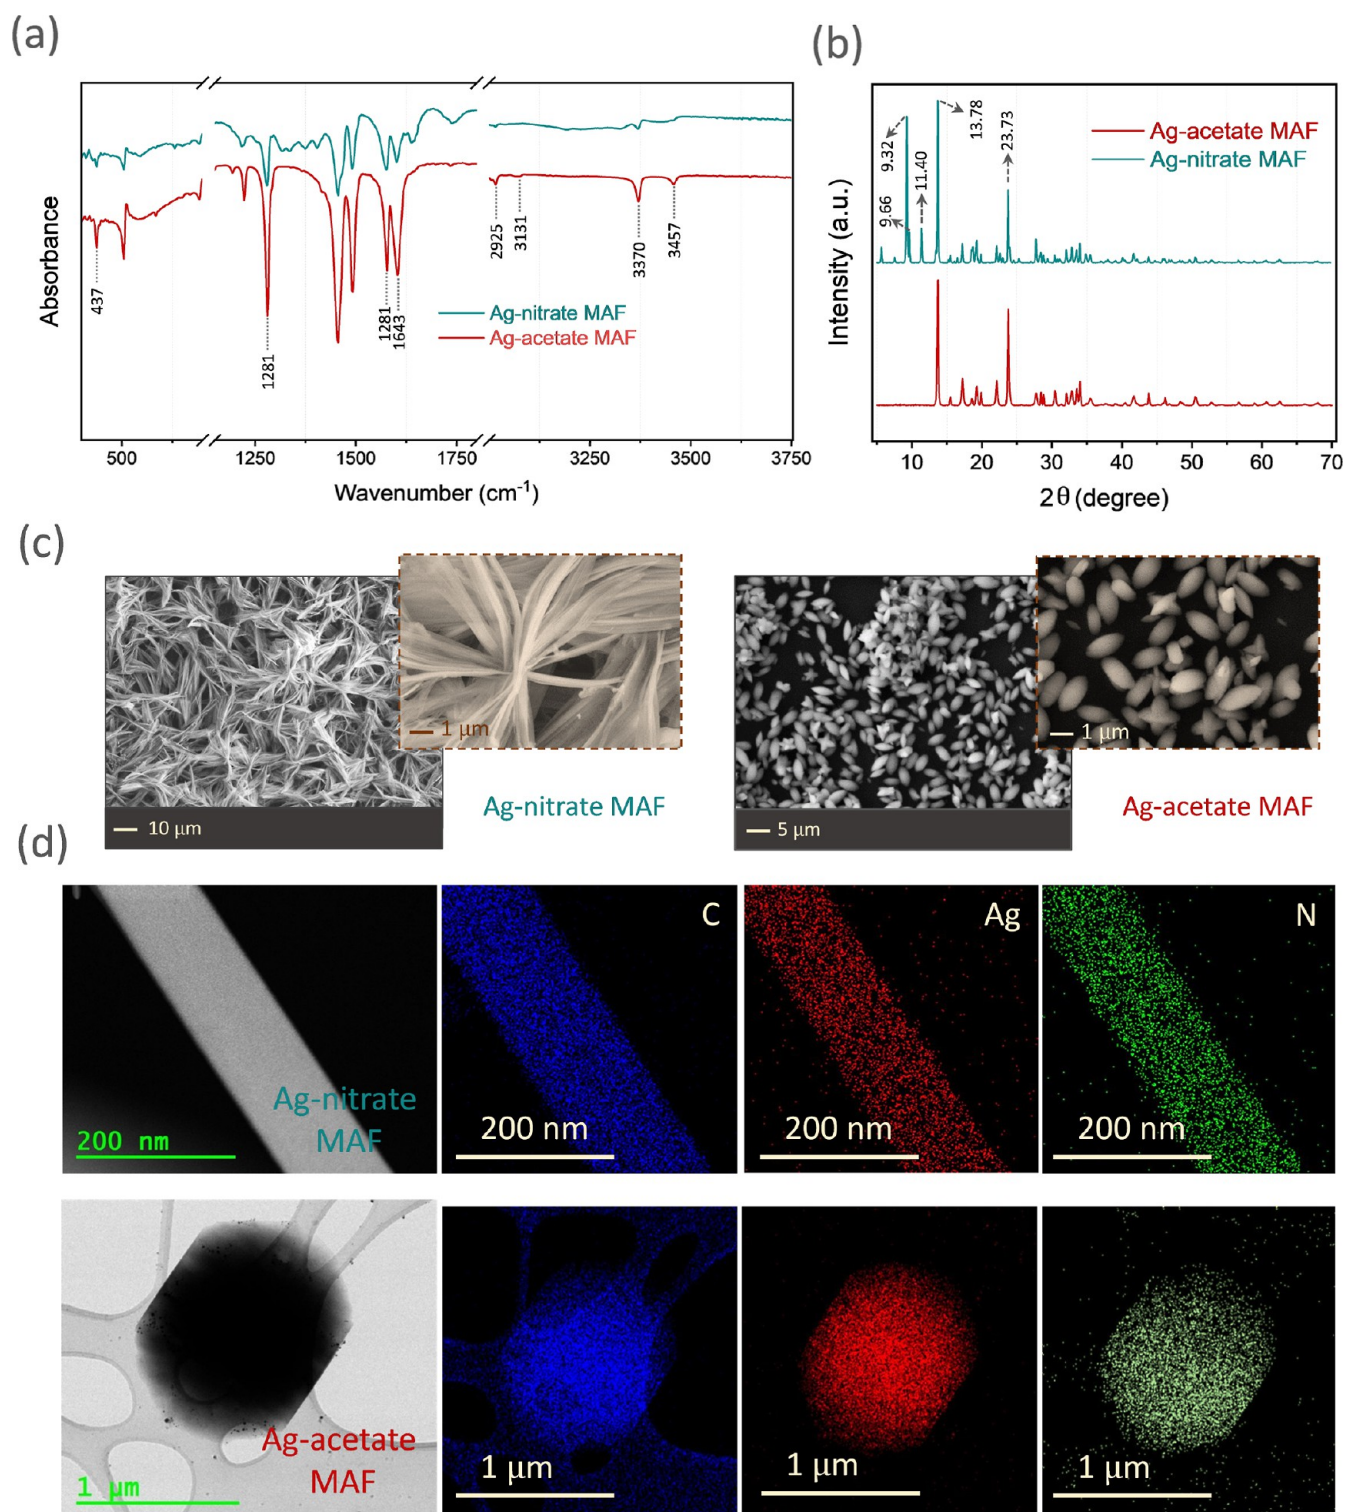 (a)
Absorbance
437
1281
1281
1643
2925
3131
3370
3457
Ag-nitrate MAF
Ag-acetate MAF
500
1250
1500
1750
3250
3500
3750
Wavenumber (cm-1)
(b)
Intensity (a.u.)
9.66
9.32
11.40
13.78
23.73
Ag-acetate MAF
Ag-nitrate MAF
10
20
30
40
50
60
70
2θ (degree)
(c)
1 µm
10 µm
Ag-nitrate MAF
1 µm
5 µm
Ag-acetate MAF
(d)
Ag-nitrate
MAF
200 nm
C
200 nm
Ag
200 nm
N
200 nm
Ag-acetate
MAF
1 µm
1 µm
1 µm
1 µm